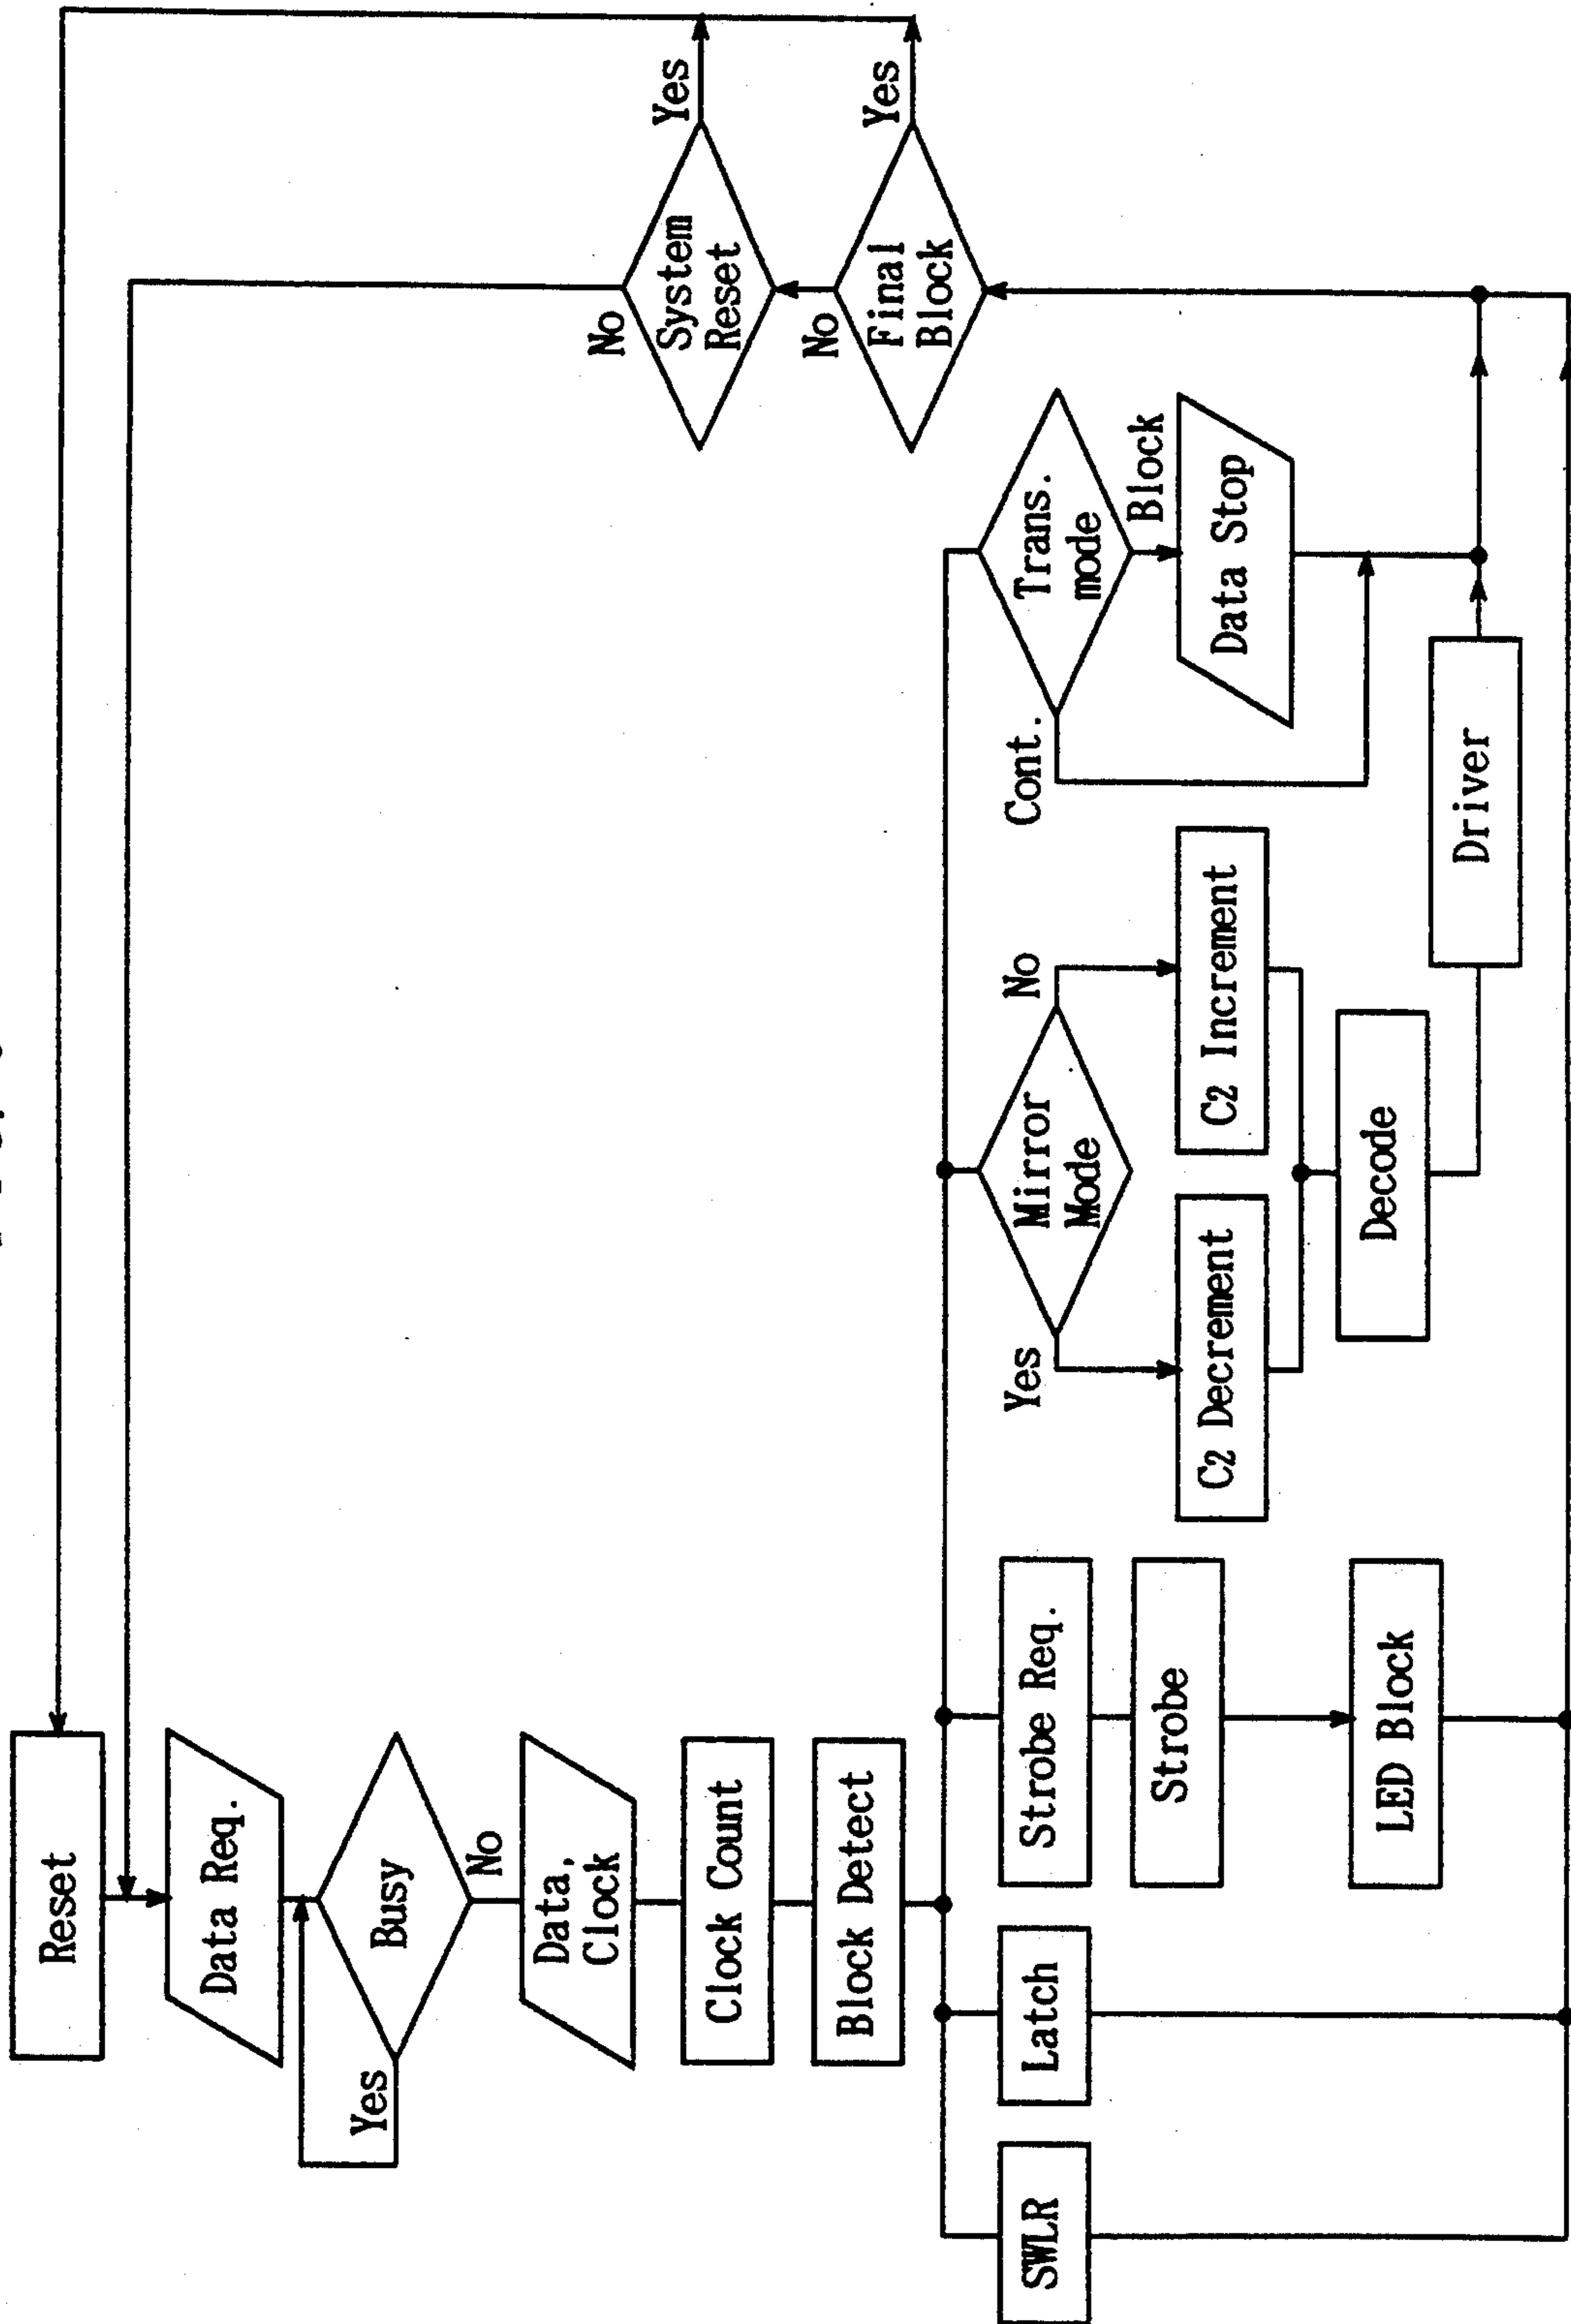 Reset
Data Req.
Busy
Yes
No
Data,
Clock
Clock Count
Block Detect
SWLR
Latch
Strobe Req.
Strobe
LED Block
Mirror
Mode
Yes
No
C2 Decrement
C2 Increment
Decode
Driver
Trans.
mode
Cont.
Block
Data Stop
Final
Block
No
Yes
System
Reset
No
Yes